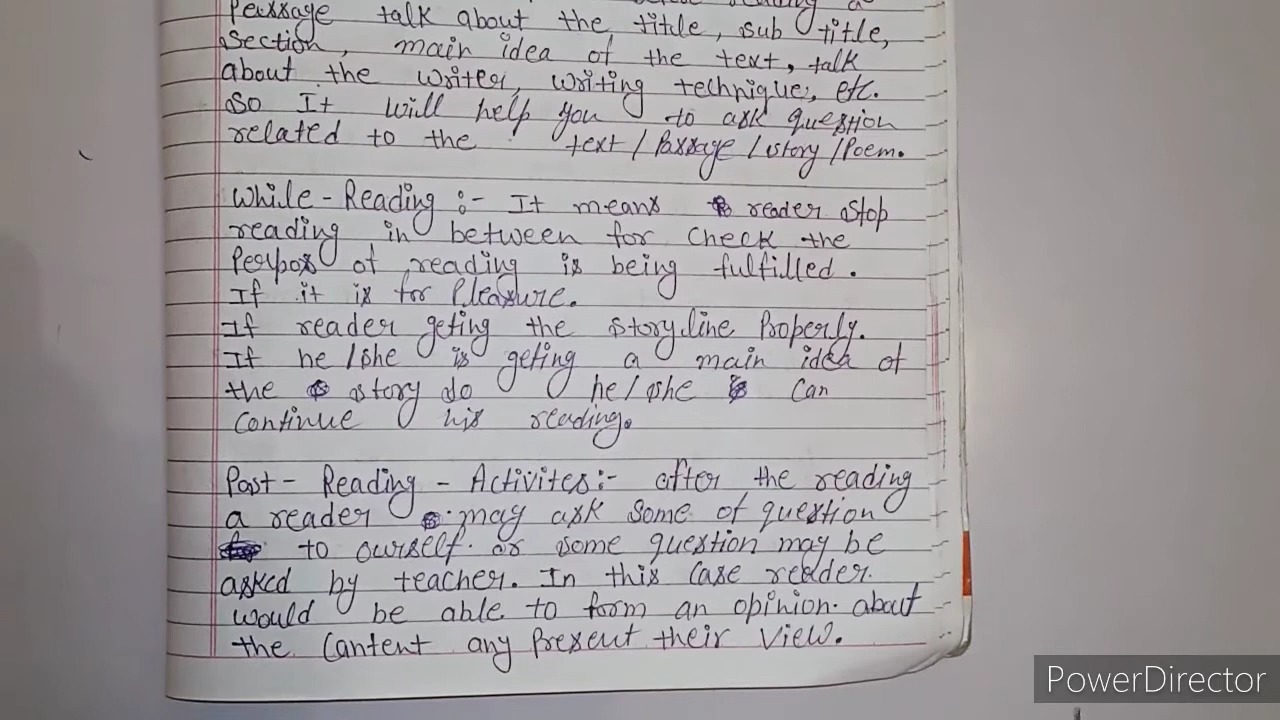 a
Passage talk about the title, sub title,
section, main idea of the text, talk
about the writer, writing technique, etc.
so It will help you to ask question
related to the text / Passage / story / Poem.
While - Reading :- It means reader stop
reading in between for check the
Perpos of reading is being fulfilled.
If it is for Pleasure.
If reader geting the story.line Properly.
If he/she is geting a main idea of
the story do he/she can
continue his reading.
Post - Reading - Activites:- after the reading
a reader may ask some of question
to ourself. or some question may be
asked by teacher. In this case reader.
would be able to form an opinion. about
the Content any Present their View.
PowerDirector